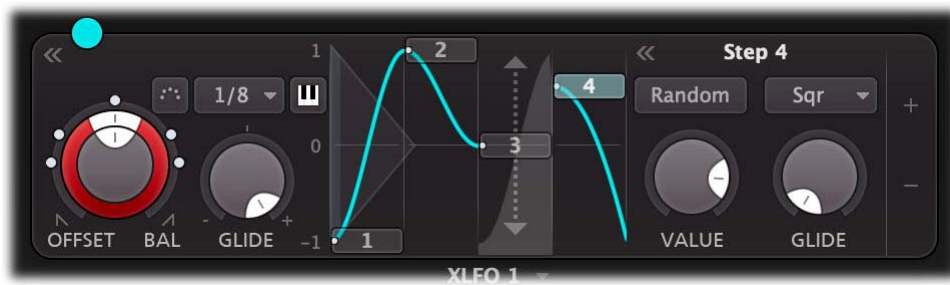 Step 4
1 2
1/8 4 Random Sqr
0 3
- +
OFFSET BAL GLIDE -1 1 VALUE GLIDE
XLFO 1